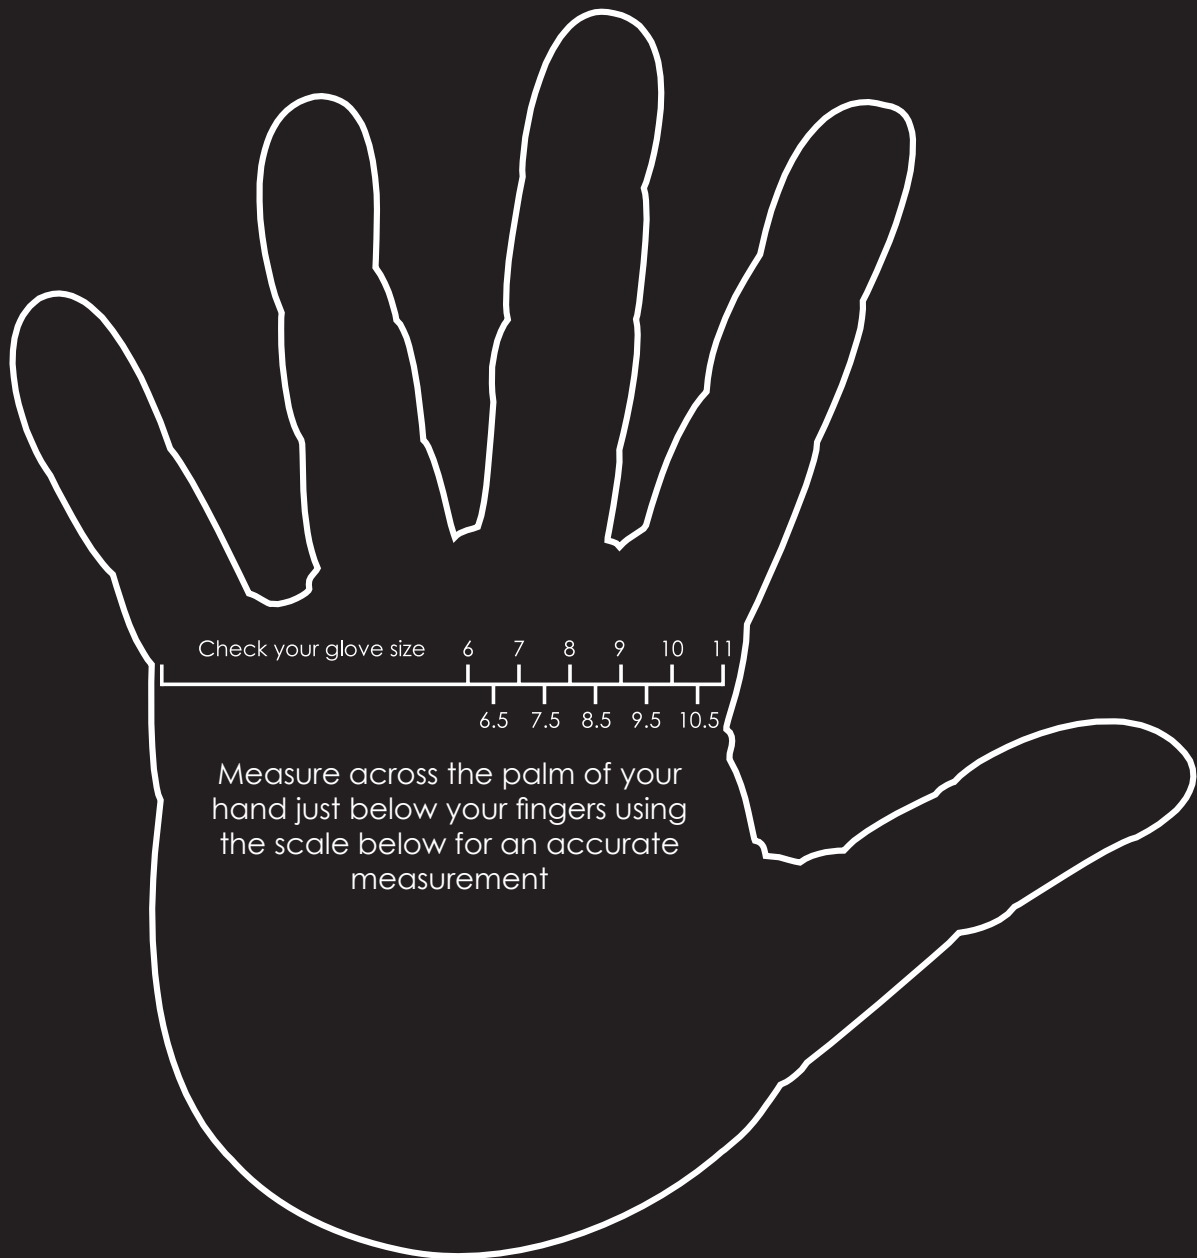 Check your glove size 6 7 8 9 10 11
6.5 7.5 8.5 9.5 10.5
Measure across the palm of your
hand just below your fingers using
the scale below for an accurate
measurement